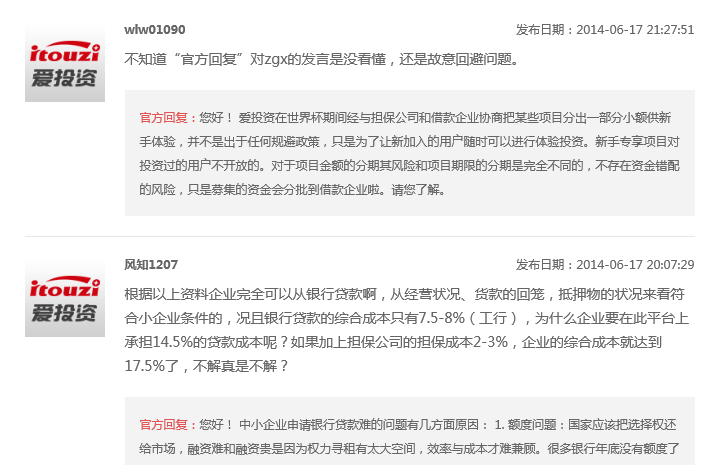 wlw01090 发布日期：2014-06-17 21:27:51
itouzi
爱投资
不知道“官方回复”对zgx的发言是没看懂，还是故意回避问题。
官方回复：您好！ 爱投资在世界杯期间经与担保公司和借款企业协商把某些项目分出一部分小额供新
手体验，并不是出于任何规避政策，只是为了让新加入的用户随时可以进行体验投资。新手专享项目对
投资过的用户不开放的。对于项目金额的分期其风险和项目期限的分期是完全不同的，不存在资金错配
的风险，只是募集的资金会分批到借款企业啦。请您了解。
风知1207 发布日期：2014-06-17 20:07:29
itouzi
爱投资
根据以上资料企业完全可以从银行贷款啊，从经营状况、货款的回笼，抵押物的状况来看符
合小企业条件的，况且银行贷款的综合成本只有7.5-8%（工行），为什么企业要在此平台上
承担14.5%的贷款成本呢？如果加上担保公司的担保成本2-3%，企业的综合成本就达到
17.5%了，不解真是不解？
官方回复：您好！ 中小企业申请银行贷款难的问题有几方面原因： 1. 额度问题：国家应该把选择权还
给市场，融资难和融资贵是因为权力寻租有太大空间，效率与成本才难兼顾。很多银行年底没有额度了